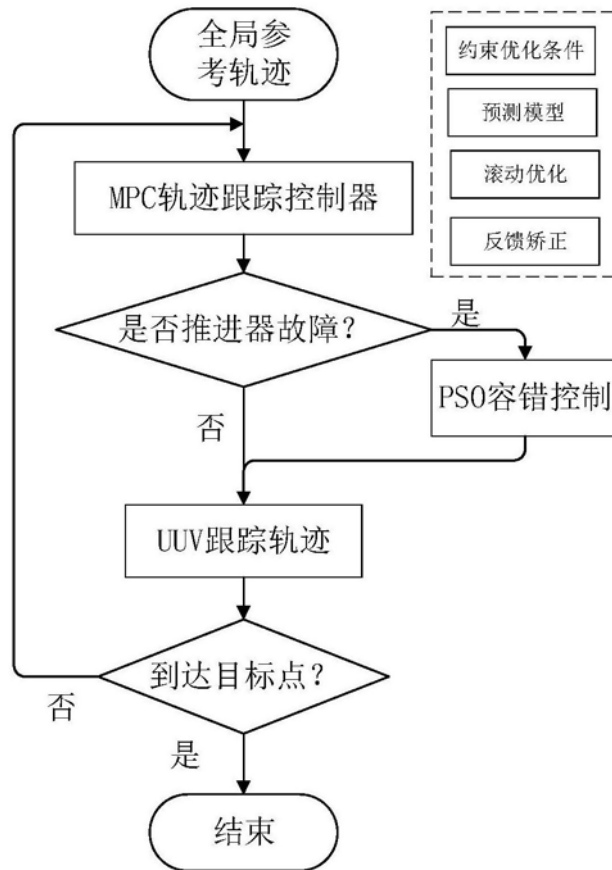 全局参
考轨迹
约束优化条件
预测模型
滚动优化
反馈矫正
MPC轨迹跟踪控制器
是否推进器故障?
是
PSO容错控制
否
UUV跟踪轨迹
到达目标点?
否
是
结束